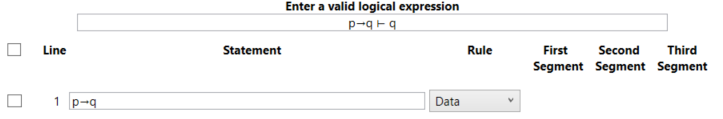 Enter a valid logical expression
p→q ⊢ q
Line Statement Rule First Segment Second Segment Third Segment
1 p→q Data